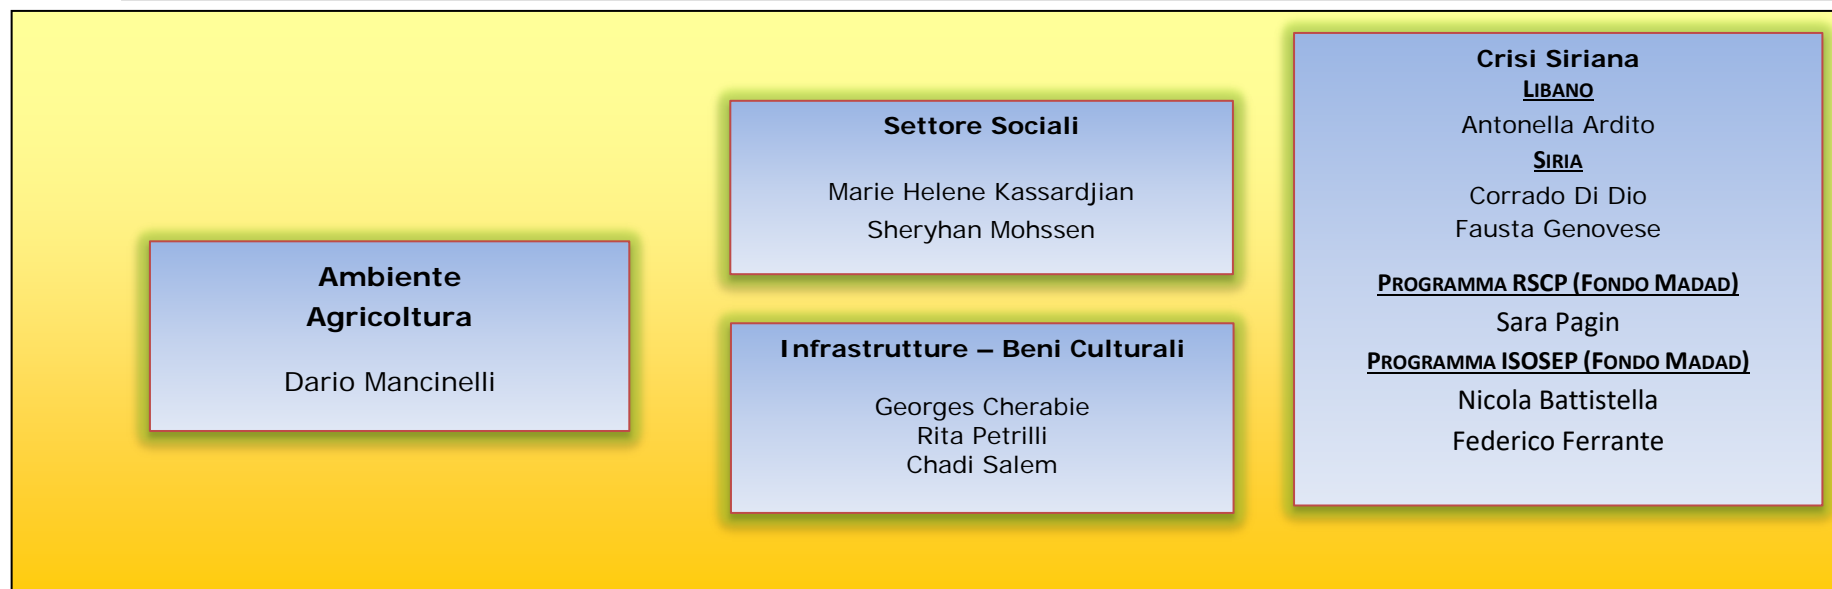 Ambiente
Agricoltura
Dario Mancinelli
Settore Sociali
Marie Helene Kassardjian
Sheryhan Mohssen
Infrastrutture – Beni Culturali
Georges Cherabie
Rita Petrilli
Chadi Salem
Crisi Siriana
LIBANO
Antonella Ardito
SIRIA
Corrado Di Dio
Fausta Genovese
PROGRAMMA RSCP (FONDO MADAD)
Sara Pagin
PROGRAMMA ISOSEP (FONDO MADAD)
Nicola Battistella
Federico Ferrante